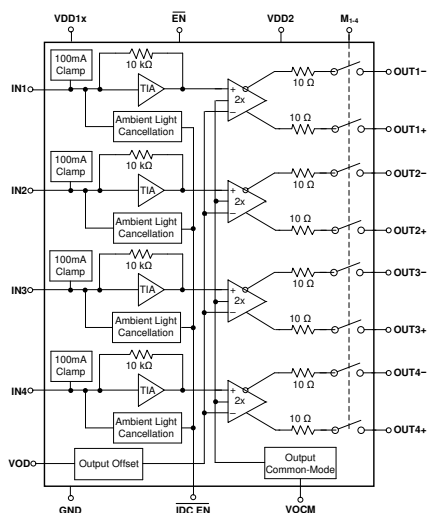 VDD1x
EN
VDD2
M1-4
100mA
Clamp
10 kΩ
IN1
TIA
Ambient Light
Cancellation
+
−
2x
10 Ω
10 Ω
OUT1−
OUT1+
100mA
Clamp
10 kΩ
IN2
TIA
Ambient Light
Cancellation
+
−
2x
10 Ω
10 Ω
OUT2−
OUT2+
100mA
Clamp
10 kΩ
IN3
TIA
Ambient Light
Cancellation
+
−
2x
10 Ω
10 Ω
OUT3−
OUT3+
100mA
Clamp
10 kΩ
IN4
TIA
Ambient Light
Cancellation
+
−
2x
10 Ω
10 Ω
OUT4−
OUT4+
VOD
Output Offset
Output
Common-Mode
GND
IDC EN
VOCM